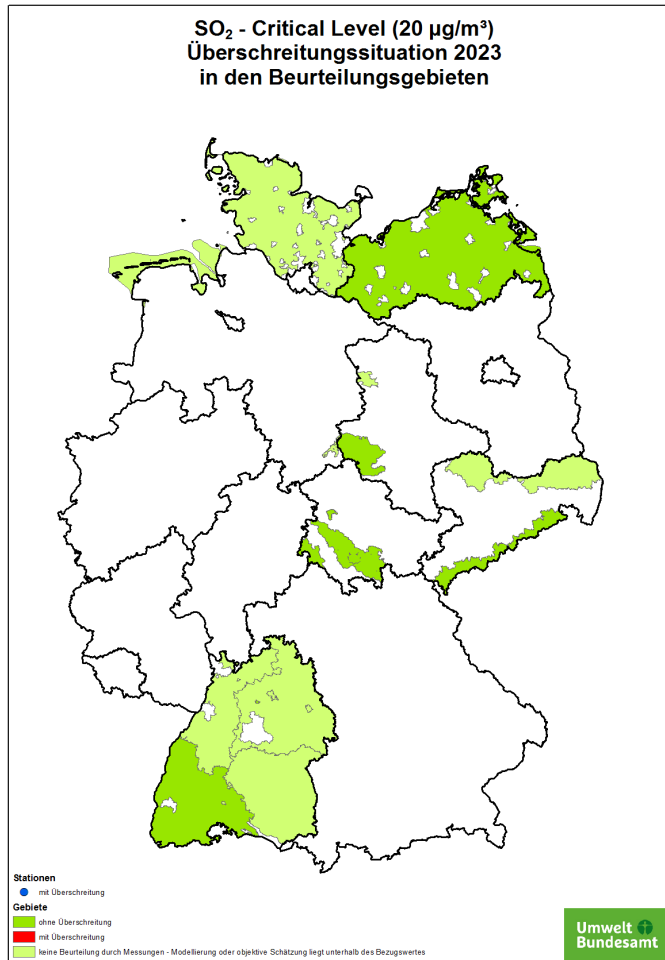 SO₂ - Critical Level (20 µg/m³)
Überschreitungssituation 2023
in den Beurteilungsgebieten
Stationen
mit Überschreitung
Gebiete
ohne Überschreitung
mit Überschreitung
keine Beurteilung durch Messungen - Modellierung oder objektive Schätzung liegt unterhalb des Bezugswertes
Umwelt
Bundesamt